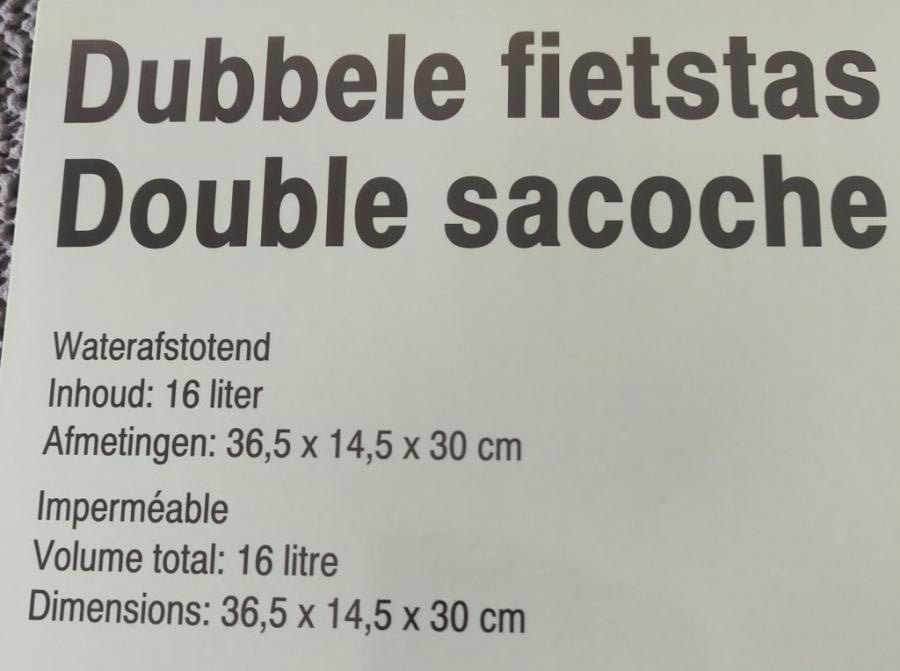 Dubbele fietstas
Double sacoche
Waterafstotend
Inhoud: 16 liter
Afmetingen: 36,5 x 14,5 x 30 cm
Imperméable
Volume total: 16 litre
Dimensions: 36,5 x 14,5 x 30 cm